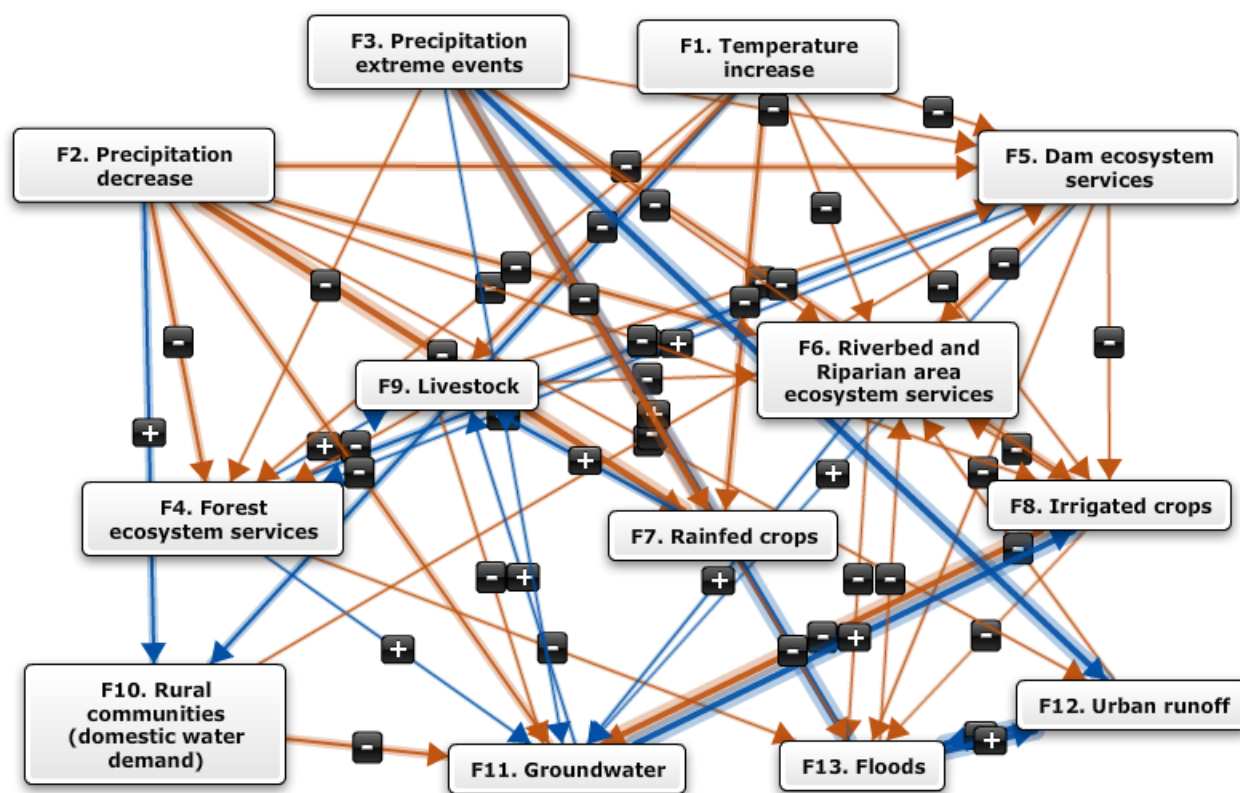 F3. Precipitation
extreme events
F1. Temperature
increase
F2. Precipitation
decrease
F5. Dam ecosystem
services
F6. Riverbed and
Riparian area
ecosystem services
F9. Livestock
F4. Forest
ecosystem services
F7. Rainfed crops
F8. Irrigated crops
F10. Rural
communities
(domestic water
demand)
F11. Groundwater
F12. Urban runoff
F13. Floods